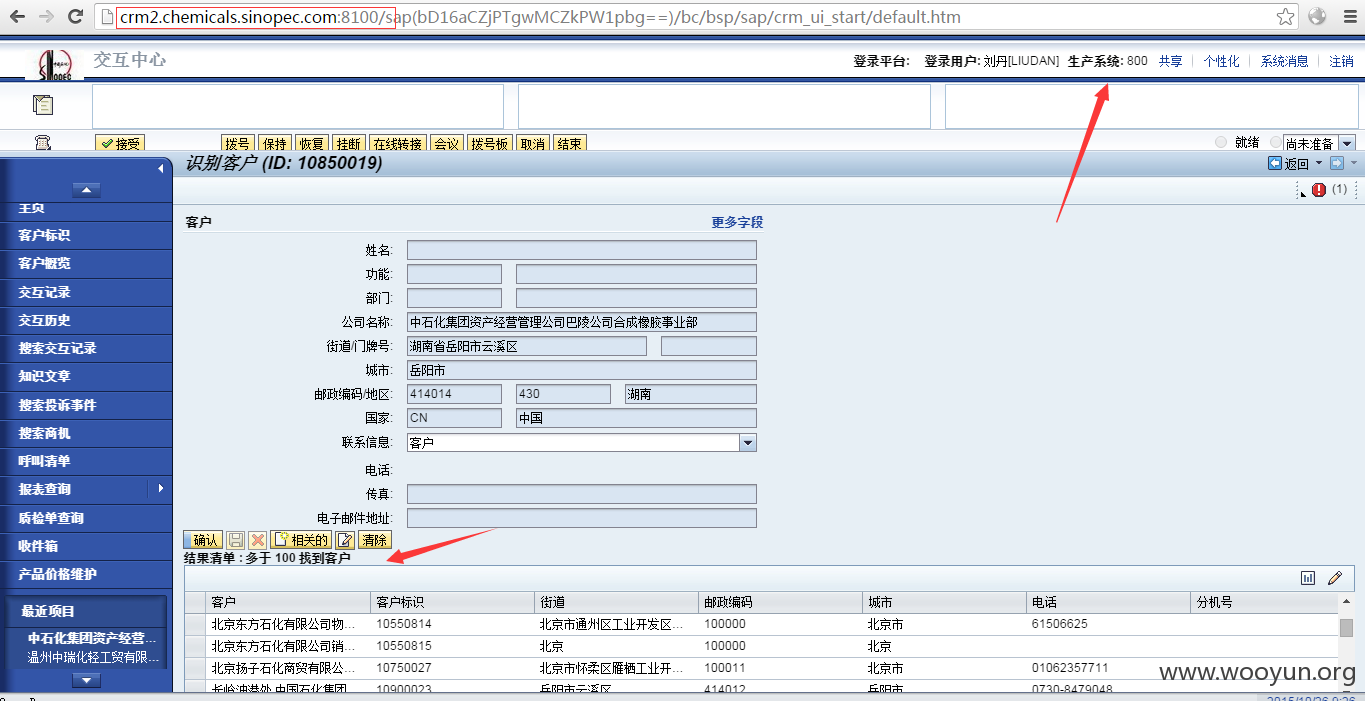 crm2.chemicals.sinopec.com:8100/sap(bD16aCZjPTgwMCZkPW1pbg==)/bc/bsp/sap/crm_ui_start/default.htm
SINOPEC 交互中心 登录平台: 登录用户: 刘丹[LIUDAN] 生产系统: 800 共享 个性化 系统消息 注销
接受 拨号 保持 恢复 挂断 在线转接 会议 拨号板 取消 结束 就绪 尚未准备
识别客户 (ID: 10850019) 返回
(1)
主页
客户标识
客户概览
交互记录
交互历史
搜索交互记录
知识文章
搜索投诉事件
搜索商机
呼叫清单
报表查询
质检单查询
收件箱
产品价格维护
最近项目
中石化集团资产经营...
温州中瑞化轻工贸有限...
客户 更多字段
姓名:
功能:
部门:
公司名称: 中石化集团资产经营管理公司巴陵公司合成橡胶事业部
街道/门牌号: 湖南省岳阳市云溪区
城市: 岳阳市
邮政编码/地区: 414014 430 湖南
国家: CN 中国
联系信息: 客户
电话:
传真:
电子邮件地址:
确认 相关的 清除
结果清单 : 多于 100 找到客户
客户 客户标识 街道 邮政编码 城市 电话 分机号
北京东方石化有限公司物... 10550814 北京市通州区工业开发区... 100000 北京市 61506625
北京东方石化有限公司销... 10550815 北京 100000 北京
北京扬子石化商贸有限公... 10750027 北京市怀柔区雁栖工业开... 100011 北京市 01062357711
长岭油港处 中国石化集团 10900023 岳阳市云溪区 414012 岳阳市 0730-8479048
www.wooyun.org
2015/10/26 9:26